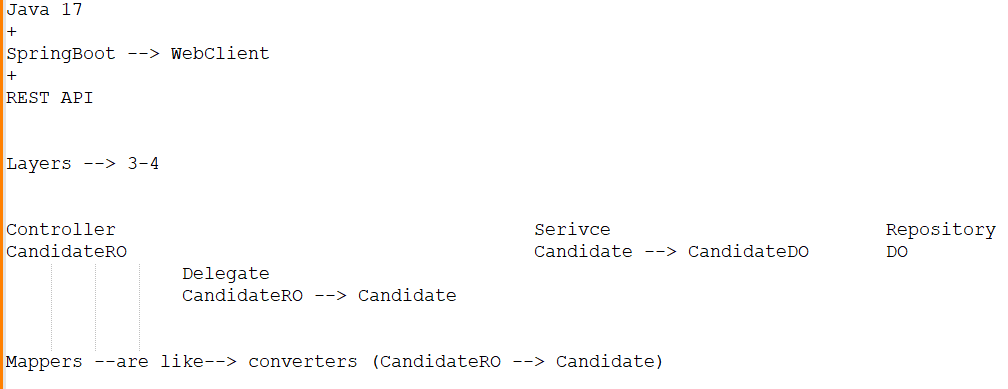 Java 17
+
SpringBoot --> WebClient
+
REST API
Layers --> 3-4
Controller Serivce Repository
CandidateRO Candidate --> CandidateDO DO
Delegate
CandidateRO --> Candidate
Mappers --are like--> converters (CandidateRO --> Candidate)